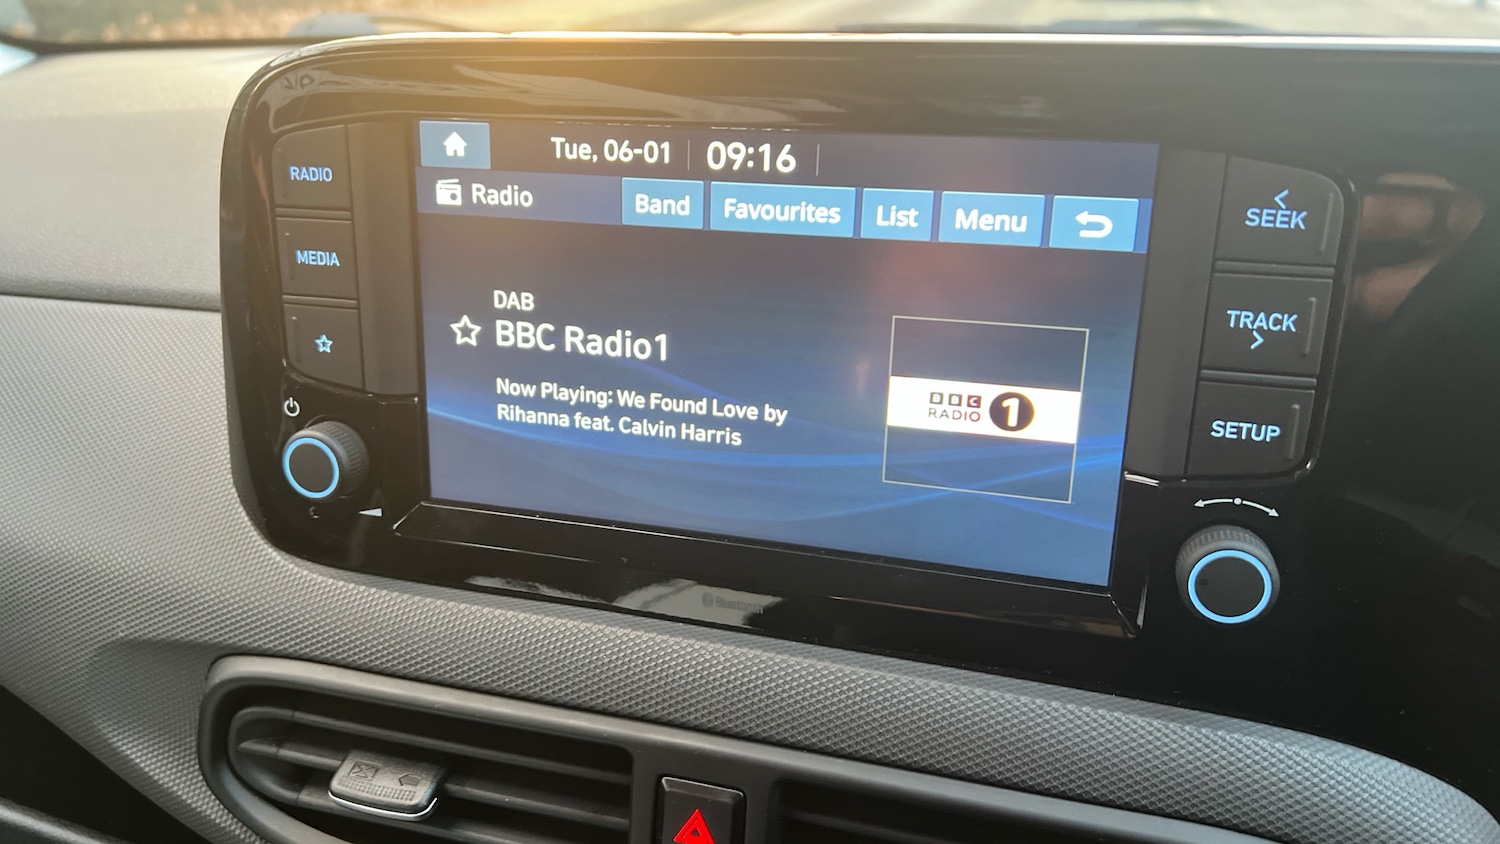 RADIO
MEDIA
Tue, 06-01
09:16
Radio
Band
Favourites
List
Menu
DAB
BBC Radio1
Now Playing: We Found Love by
Rihanna feat. Calvin Harris
BBC
RADIO
1
SEEK
TRACK
SETUP
Bluetooth